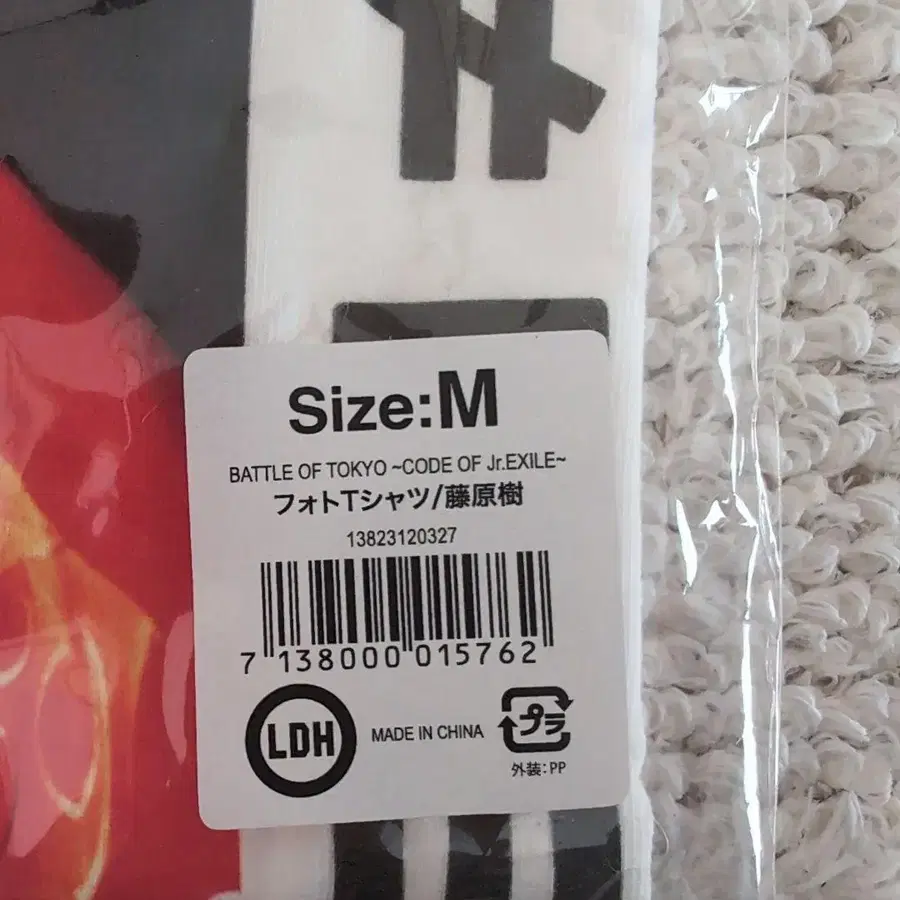 Size:M
BATTLE OF TOKYO ~CODE OF Jr.EXILE~
フォトTシャツ/藤原樹
13823120327
7 138000 015762
LDH
MADE IN CHINA
プラ
外装:PP